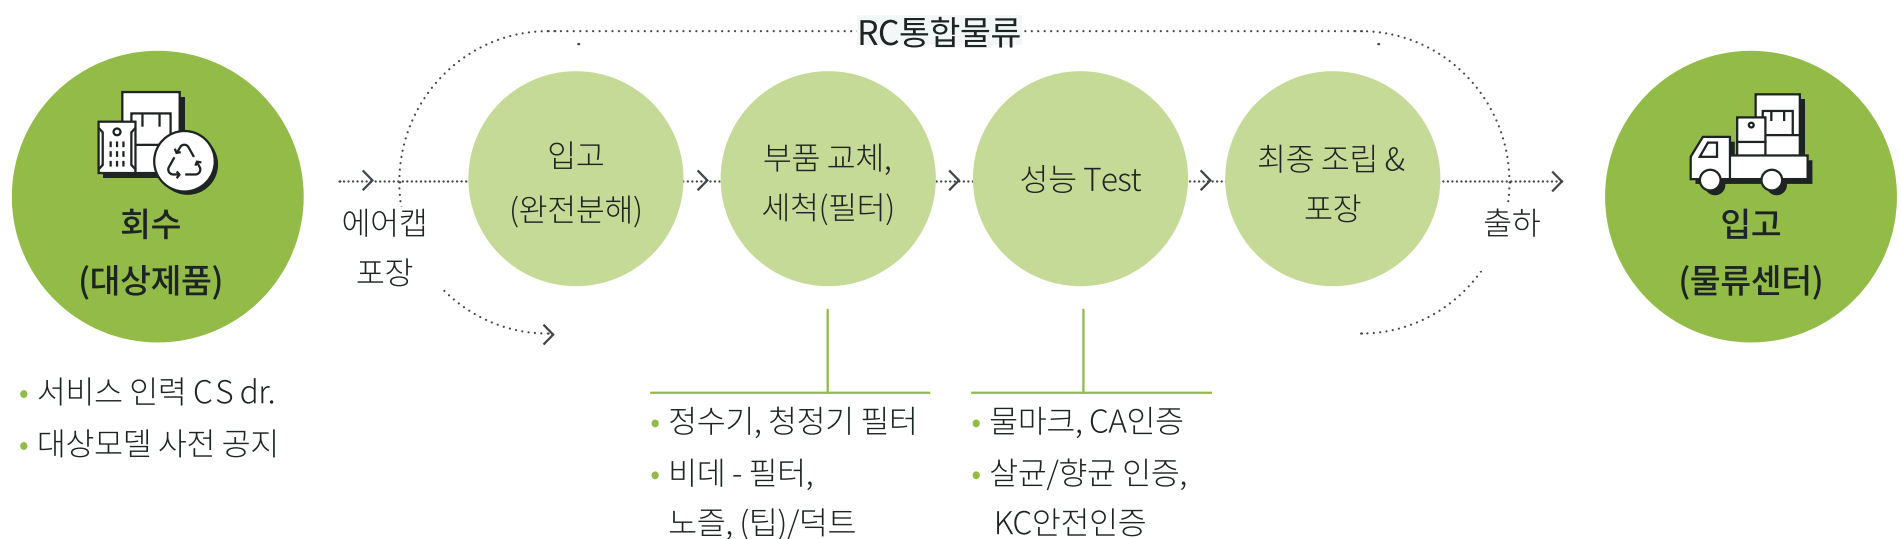 RC통합물류
회수
(대상제품)
• 서비스 인력 CS dr.
• 대상모델 사전 공지
에어캡
포장
입고
(완전분해)
부품 교체,
세척(필터)
• 정수기, 청정기 필터
• 비데 - 필터,
노즐, (팁)/덕트
성능 Test
• 물마크, CA인증
• 살균/향균 인증,
KC안전인증
최종 조립 &
포장
출하
입고
(물류센터)